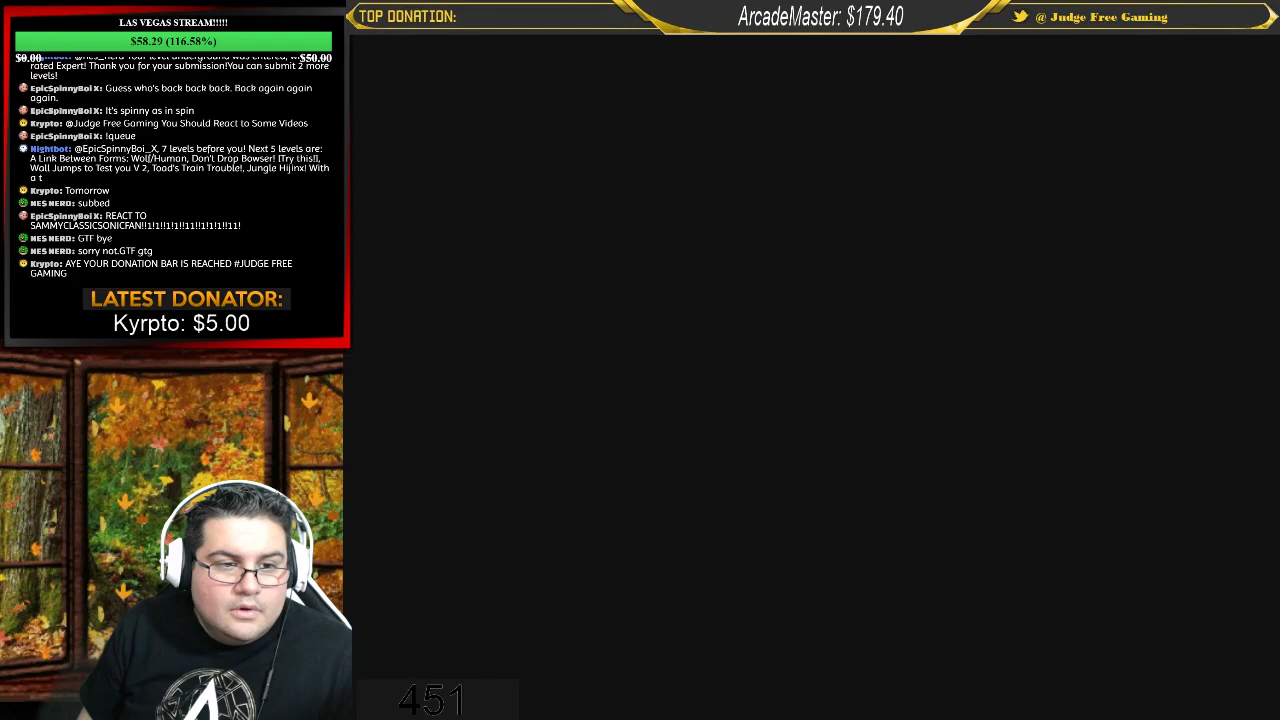 LAS VEGAS STREAM!!!!!
$58.29 (116.58%)
$0.00 $50.00
rated Expert! Thank you for your submission!You can submit 2 more
levels!
EpicSpinnyBoi X: Guess who's back back back. Back again again
again.
EpicSpinnyBoi X: It's spinny as in spin
Krypto: @Judge Free Gaming You Should React to Some Videos
EpicSpinnyBoi X: !queue
Nightbot: @EpicSpinnyBoi_X, 7 levels before you! Next 5 levels are:
A Link Between Forms: Wolf/Human, Don't Drop Bowser! [Try this!],
Wall Jumps to Test you V 2, Toad's Train Trouble!, Jungle Hijinx! With
a t
Krypto: Tomorrow
NES NERD: subbed
EpicSpinnyBoi X: REACT TO
SAMMYCLASSICSONICFAN!!1!1!!1!1!!11!!1!1!1!!11!
NES NERD: GTF bye
NES NERD: sorry not.GTF gtg
Krypto: AYE YOUR DONATION BAR IS REACHED #JUDGE FREE
GAMING
LATEST DONATOR:
Kyrpto: $5.00
TOP DONATION:
ArcadeMaster: $179.40
@ Judge Free Gaming
451